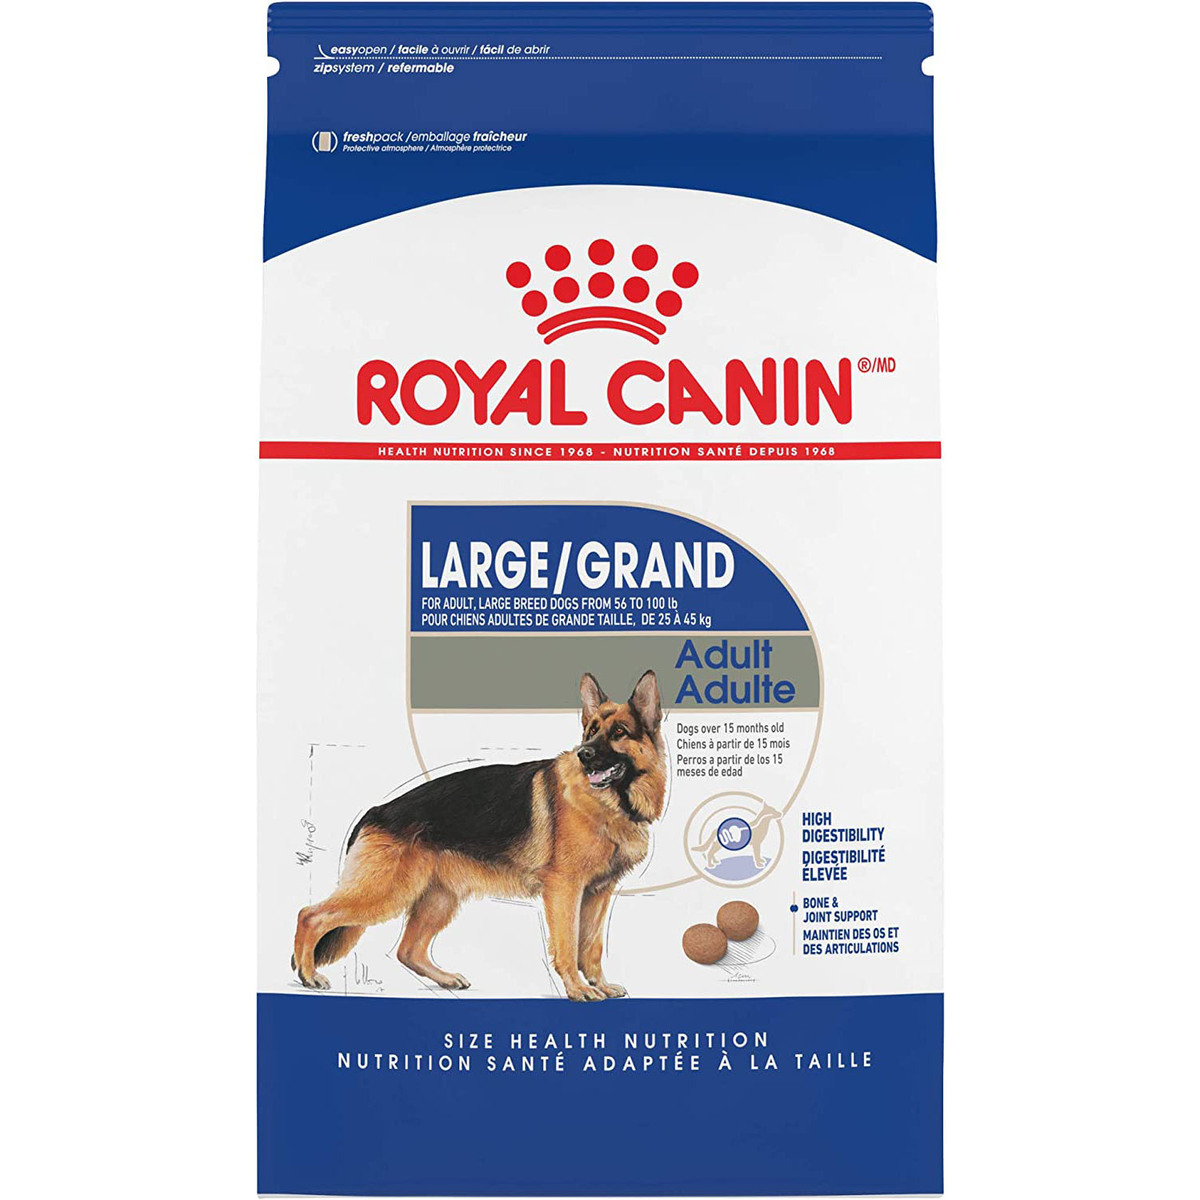 easyopen / facile à ouvrir / fácil de abrir
zipsystem / refermable
freshpack /emballage fraîcheur
Protective atmosphere / Atmosphère protectrice
ROYAL CANIN ®/MD
HEALTH NUTRITION SINCE 1968 - NUTRITION SANTÉ DEPUIS 1968
LARGE/GRAND
FOR ADULT, LARGE BREED DOGS FROM 56 TO 100 lb
POUR CHIENS ADULTES DE GRANDE TAILLE, DE 25 À 45 kg
Adult
Adulte
Dogs over 15 months old
Chiens à partir de 15 mois
Perros a partir de los 15
meses de edad
HIGH
DIGESTIBILITY
DIGESTIBILITÉ
ÉLEVÉE
BONE &
JOINT SUPPORT
MAINTIEN DES OS ET
DES ARTICULATIONS
SIZE HEALTH NUTRITION
NUTRITION SANTÉ ADAPTÉE À LA TAILLE